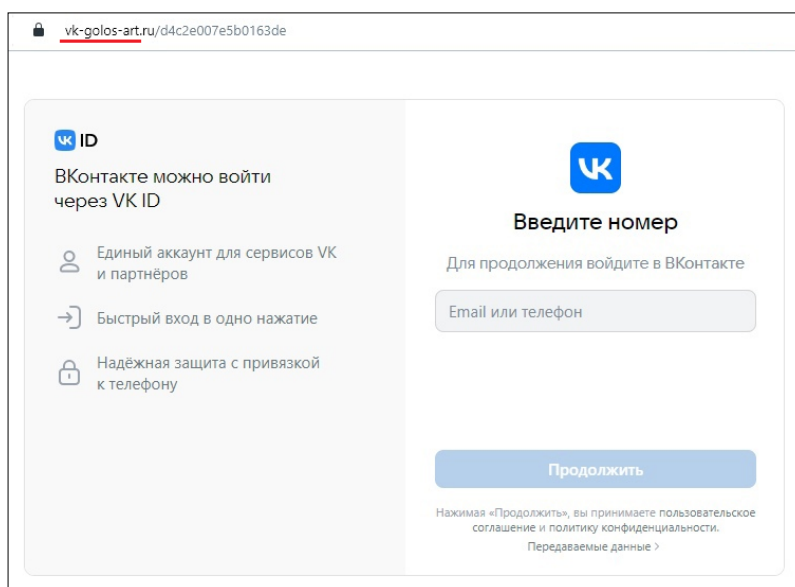 vk-golos-art.ru/d4c2e007e5b0163de
VK ID
ВКонтакте можно войти
через VK ID
Единый аккаунт для сервисов VK
и партнёров
Быстрый вход в одно нажатие
Надёжная защита с привязкой
к телефону
VK
Введите номер
Для продолжения войдите в ВКонтакте
Email или телефон
Продолжить
Нажимая «Продолжить», вы принимаете пользовательское
соглашение и политику конфиденциальности.
Передаваемые данные >